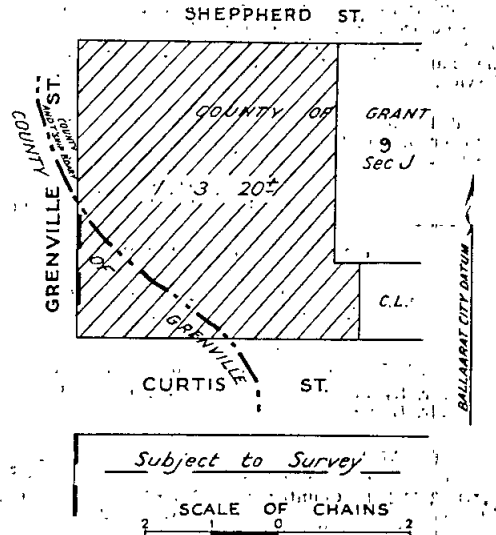 SHEPPHERD ST.
GRENVILLE ST.
COUNTY OF GRENVILLE
COUNTY OF GRANT
9
Sec J
1. 3. 20±
C.L.
BALLAARAT CITY DATUM
CURTIS ST.
Subject to Survey
SCALE OF CHAINS
2 1 0 2